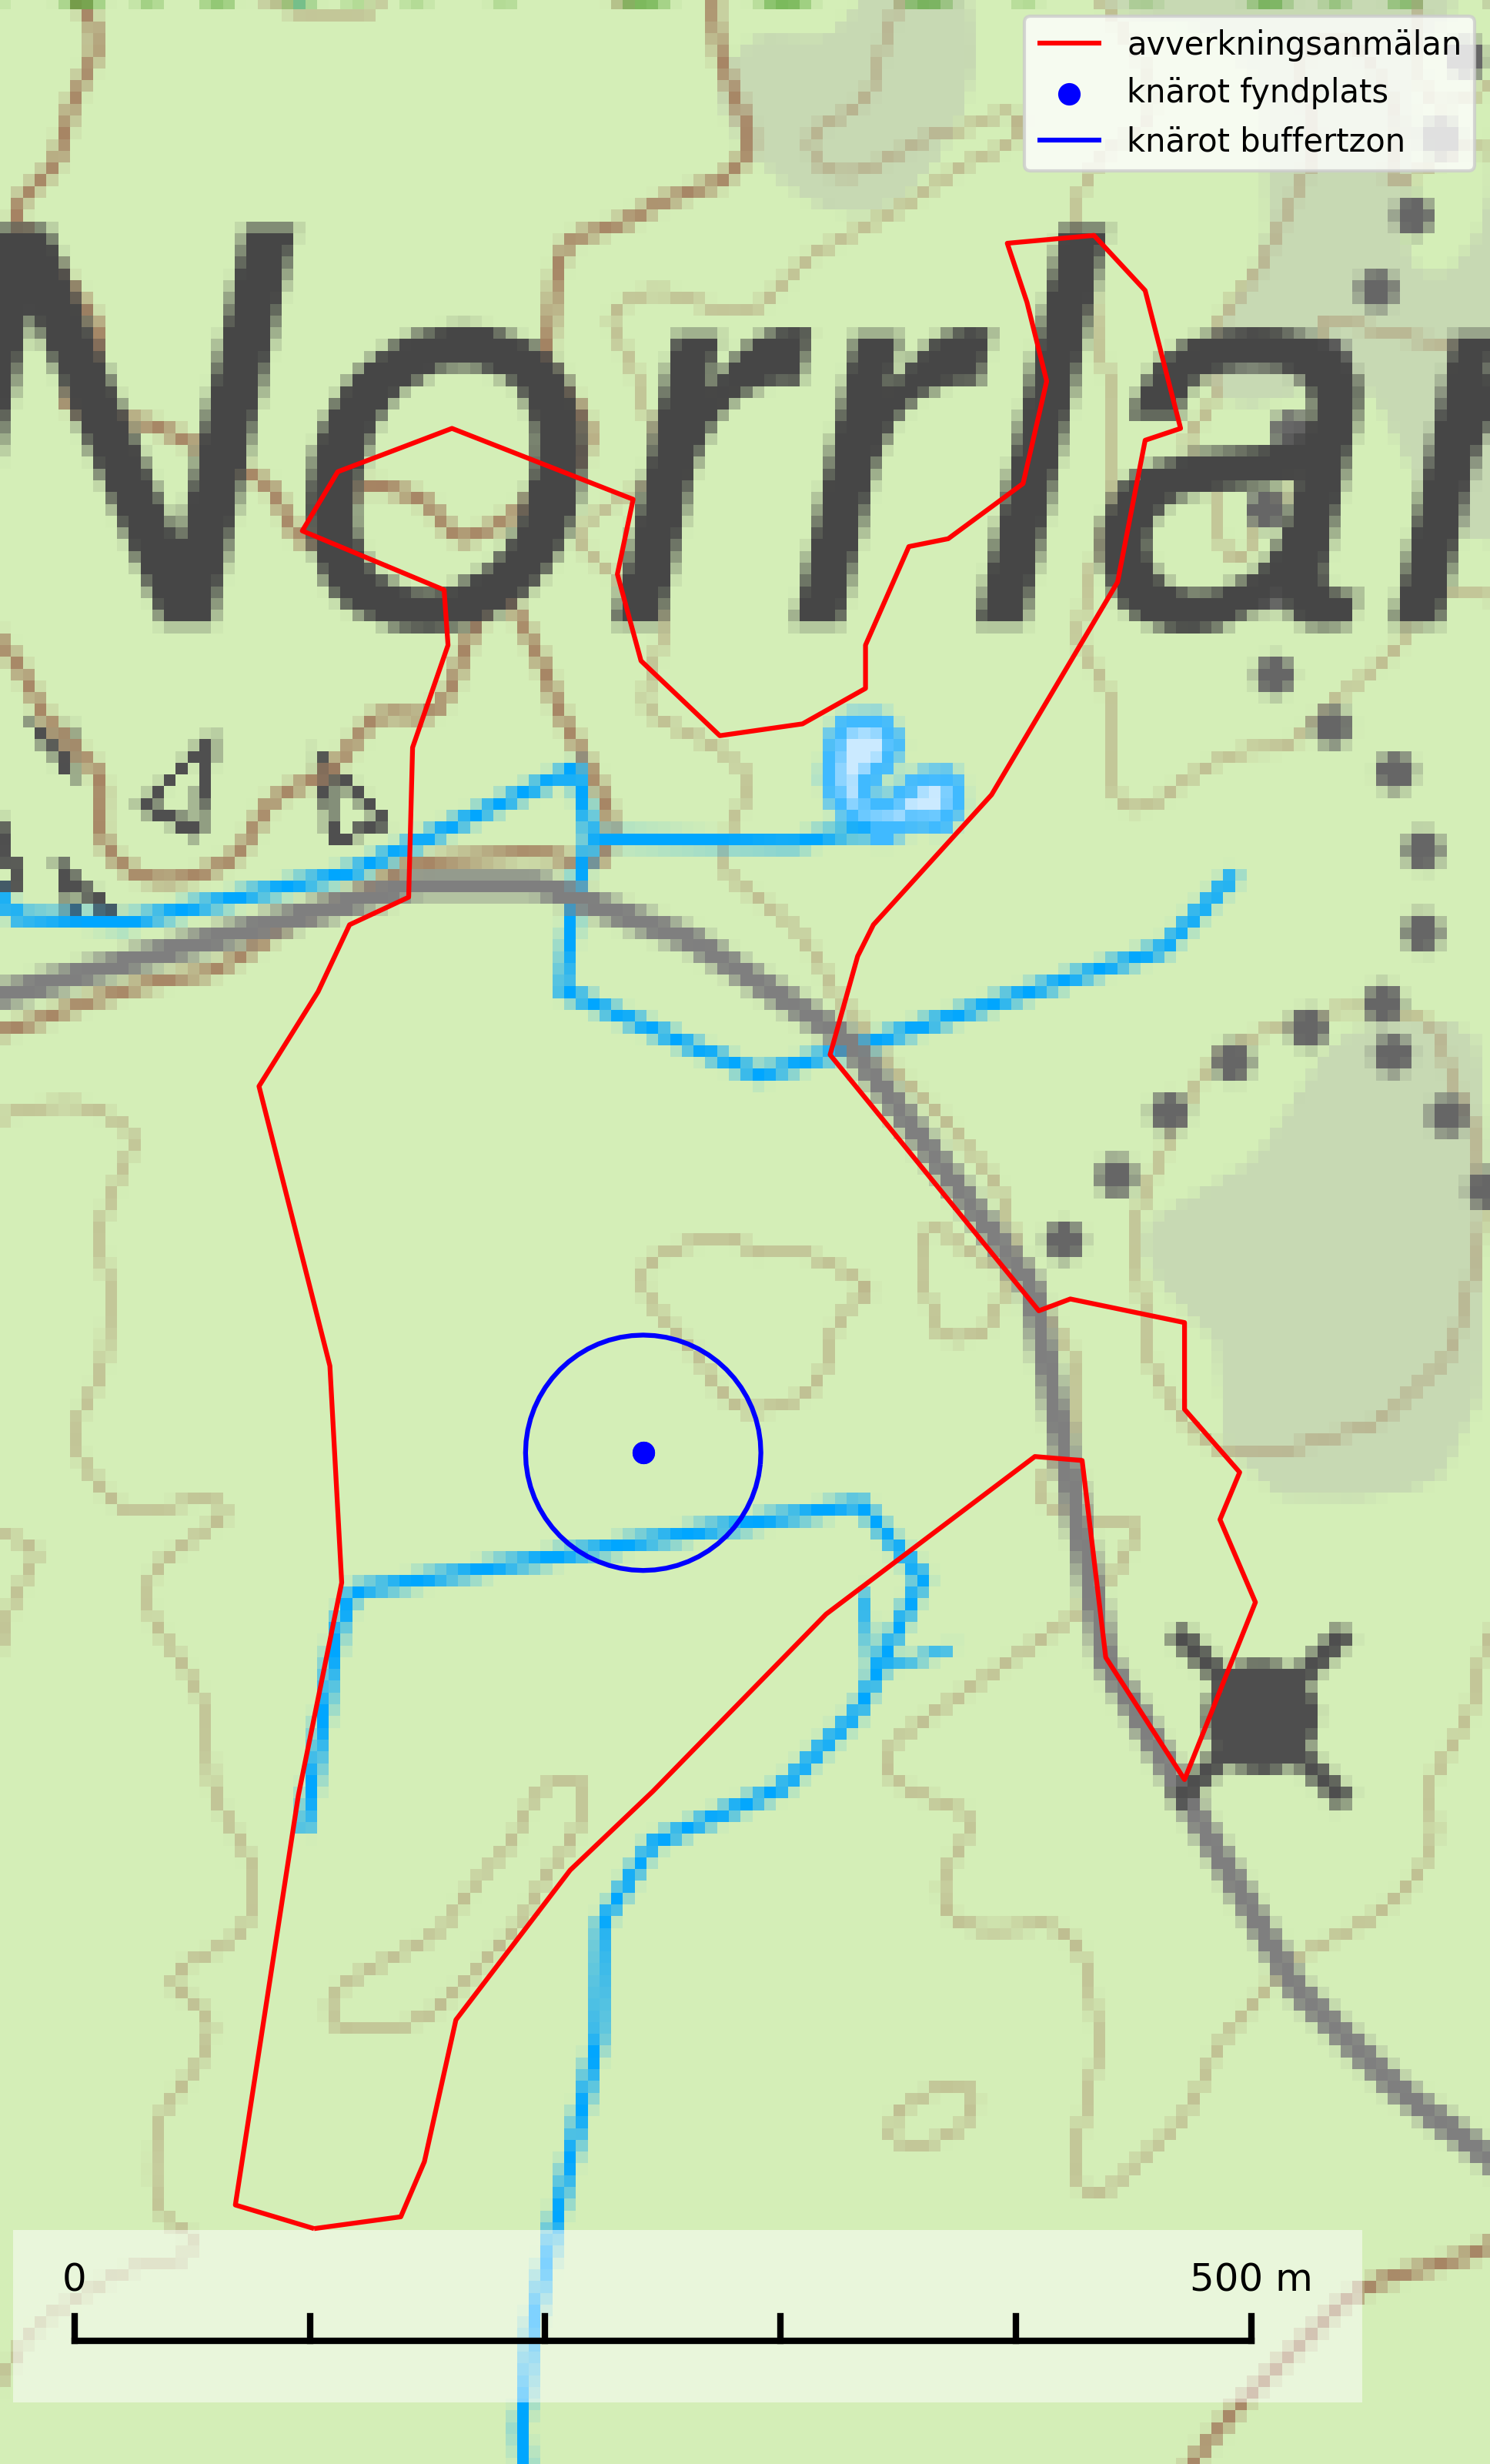 avverkningsanmälan
knärot fyndplats
knärot buffertzon
Norrlan
0 500 m